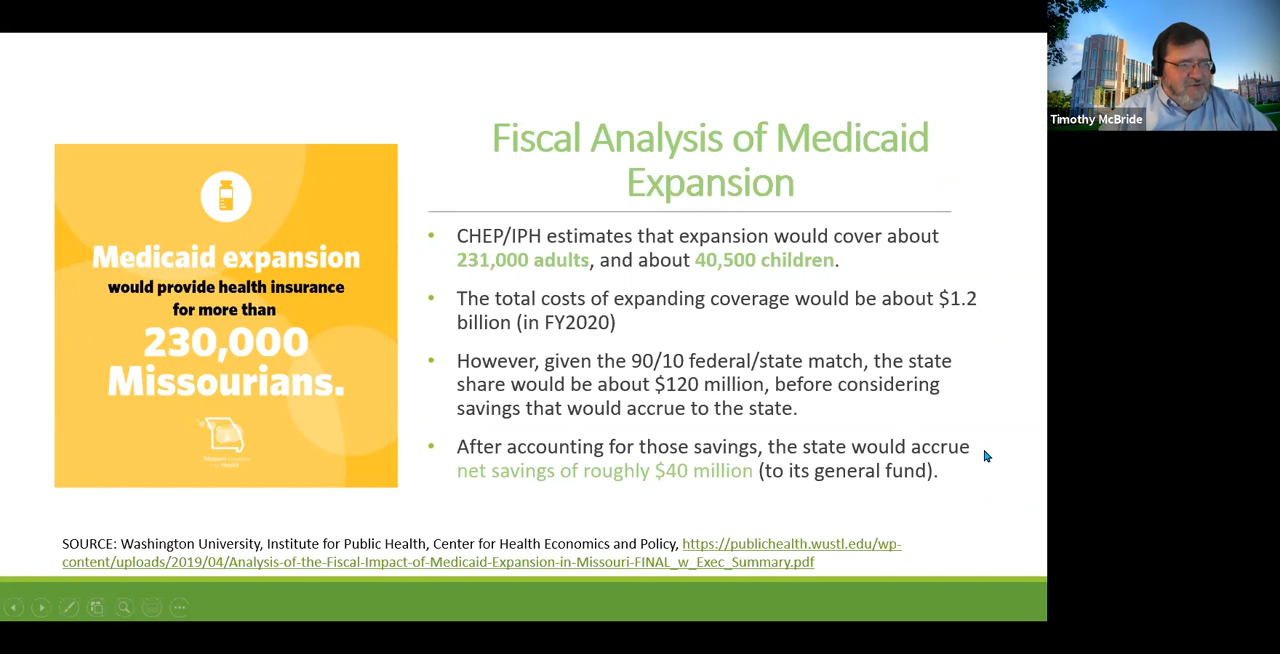 Timothy McBride
Fiscal Analysis of Medicaid
Expansion
Medicaid expansion
would provide health insurance
for more than
230,000
Missourians.
• CHEP/IPH estimates that expansion would cover about
231,000 adults, and about 40,500 children.
• The total costs of expanding coverage would be about $1.2
billion (in FY2020)
• However, given the 90/10 federal/state match, the state
share would be about $120 million, before considering
savings that would accrue to the state.
• After accounting for those savings, the state would accrue
net savings of roughly $40 million (to its general fund).
SOURCE: Washington University, Institute for Public Health, Center for Health Economics and Policy, https://publichealth.wustl.edu/wp-
content/uploads/2019/04/Analysis-of-the-Fiscal-Impact-of-Medicaid-Expansion-in-Missouri-FINAL_w_Exec_Summary.pdf